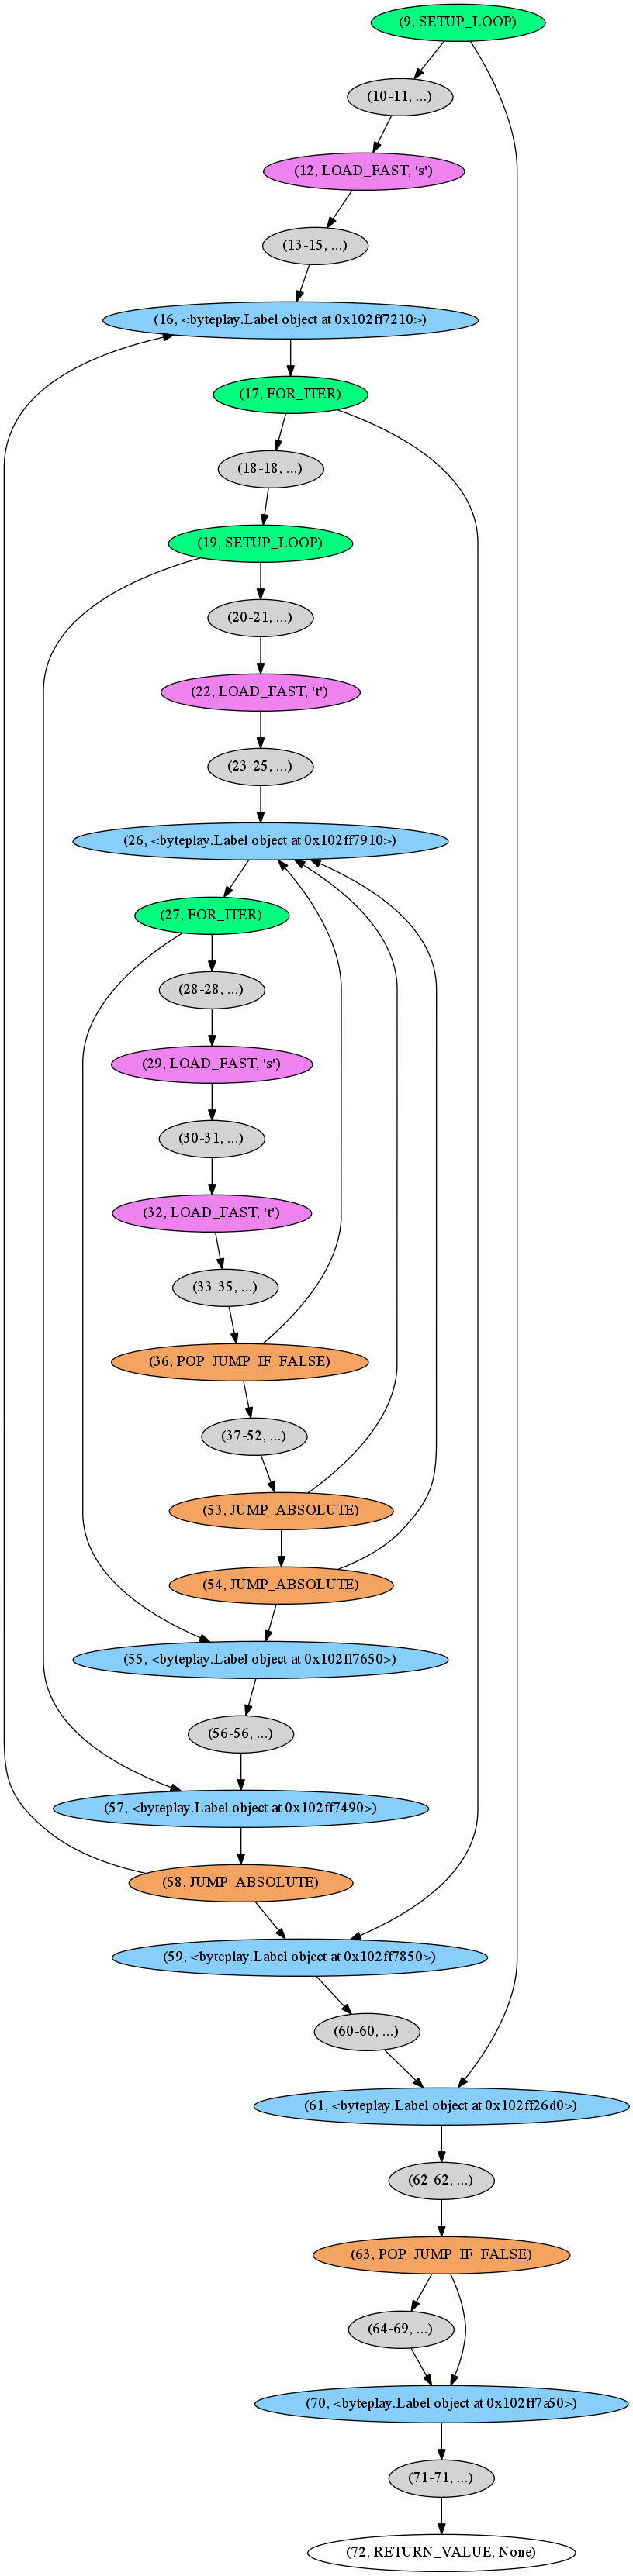 (9, SETUP_LOOP)
(10-11, ...)
(12, LOAD_FAST, 's')
(13-15, ...)
(16, <byteplay.Label object at 0x102ff7210>)
(17, FOR_ITER)
(18-18, ...)
(19, SETUP_LOOP)
(20-21, ...)
(22, LOAD_FAST, 't')
(23-25, ...)
(26, <byteplay.Label object at 0x102ff7910>)
(27, FOR_ITER)
(28-28, ...)
(29, LOAD_FAST, 's')
(30-31, ...)
(32, LOAD_FAST, 't')
(33-35, ...)
(36, POP_JUMP_IF_FALSE)
(37-52, ...)
(53, JUMP_ABSOLUTE)
(54, JUMP_ABSOLUTE)
(55, <byteplay.Label object at 0x102ff7650>)
(56-56, ...)
(57, <byteplay.Label object at 0x102ff7490>)
(58, JUMP_ABSOLUTE)
(59, <byteplay.Label object at 0x102ff7850>)
(60-60, ...)
(61, <byteplay.Label object at 0x102ff26d0>)
(62-62, ...)
(63, POP_JUMP_IF_FALSE)
(64-69, ...)
(70, <byteplay.Label object at 0x102ff7a50>)
(71-71, ...)
(72, RETURN_VALUE, None)